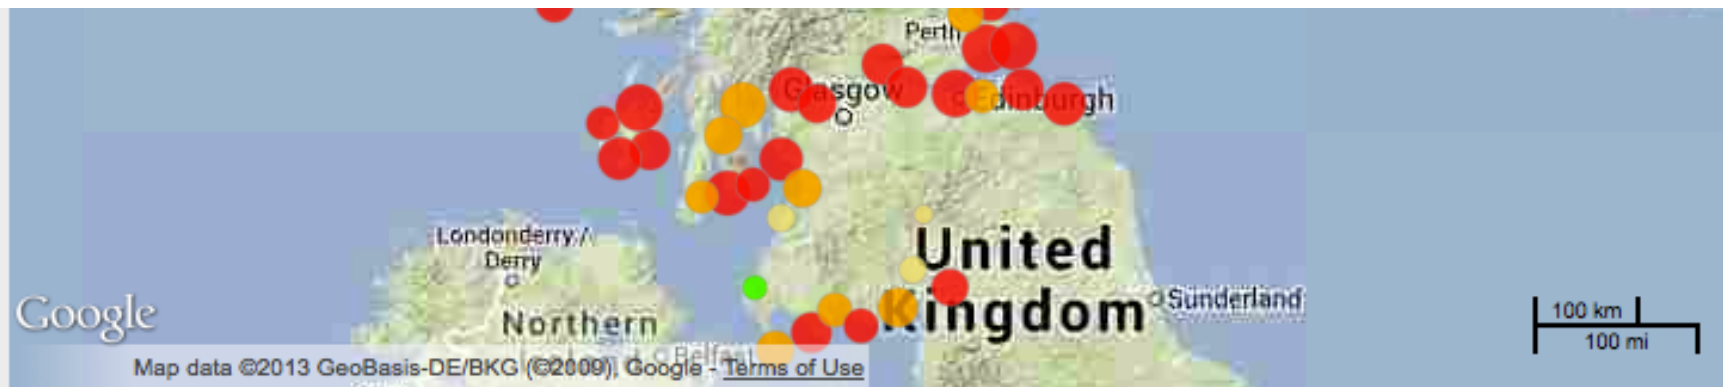 Perth
Glasgow
Edinburgh
Londonderry /
Derry
United
Kingdom
Sunderland
Northern
Belfast
Google
100 km
100 mi
Map data ©2013 GeoBasis-DE/BKG (©2009), Google - Terms of Use